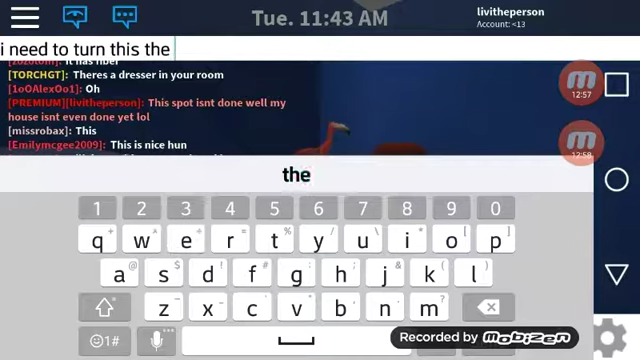 livitheperson
Tue. 11:43 AM
Account: <13
i need to turn this the
[TORCHGT]: Theres a dresser in your room
[1oOAlexOo1]: Oh
[PREMIUM][livitheperson]: This spot isnt done well my
house isnt even done yet lol
[missrobax]: This
[Emilymcgee2009]: This is nice hun
12:57
12:58
the
1 2 3 4 5 6 7 8 9 0
q w e r t y u i o p
a s d f g h j k l
z x c v b n m
☺1#
Recorded by mobizen